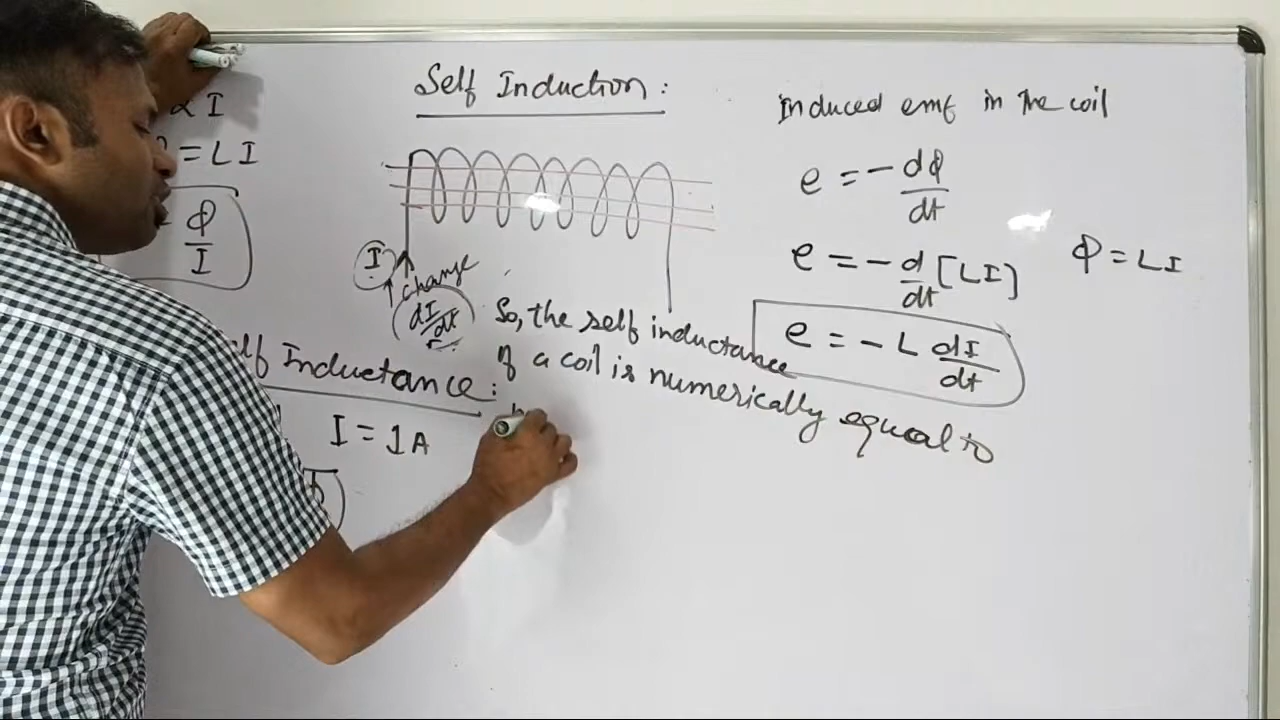 Self Induction :
∝ I
= L I
Φ/I
I
change
dI/dt
Induced emf in the coil
e = - dΦ/dt
e = - d/dt [LI]
Φ = LI
e = - L dI/dt
Inductance :
I = 1A
So, the self inductance
of a coil is numerically equal to